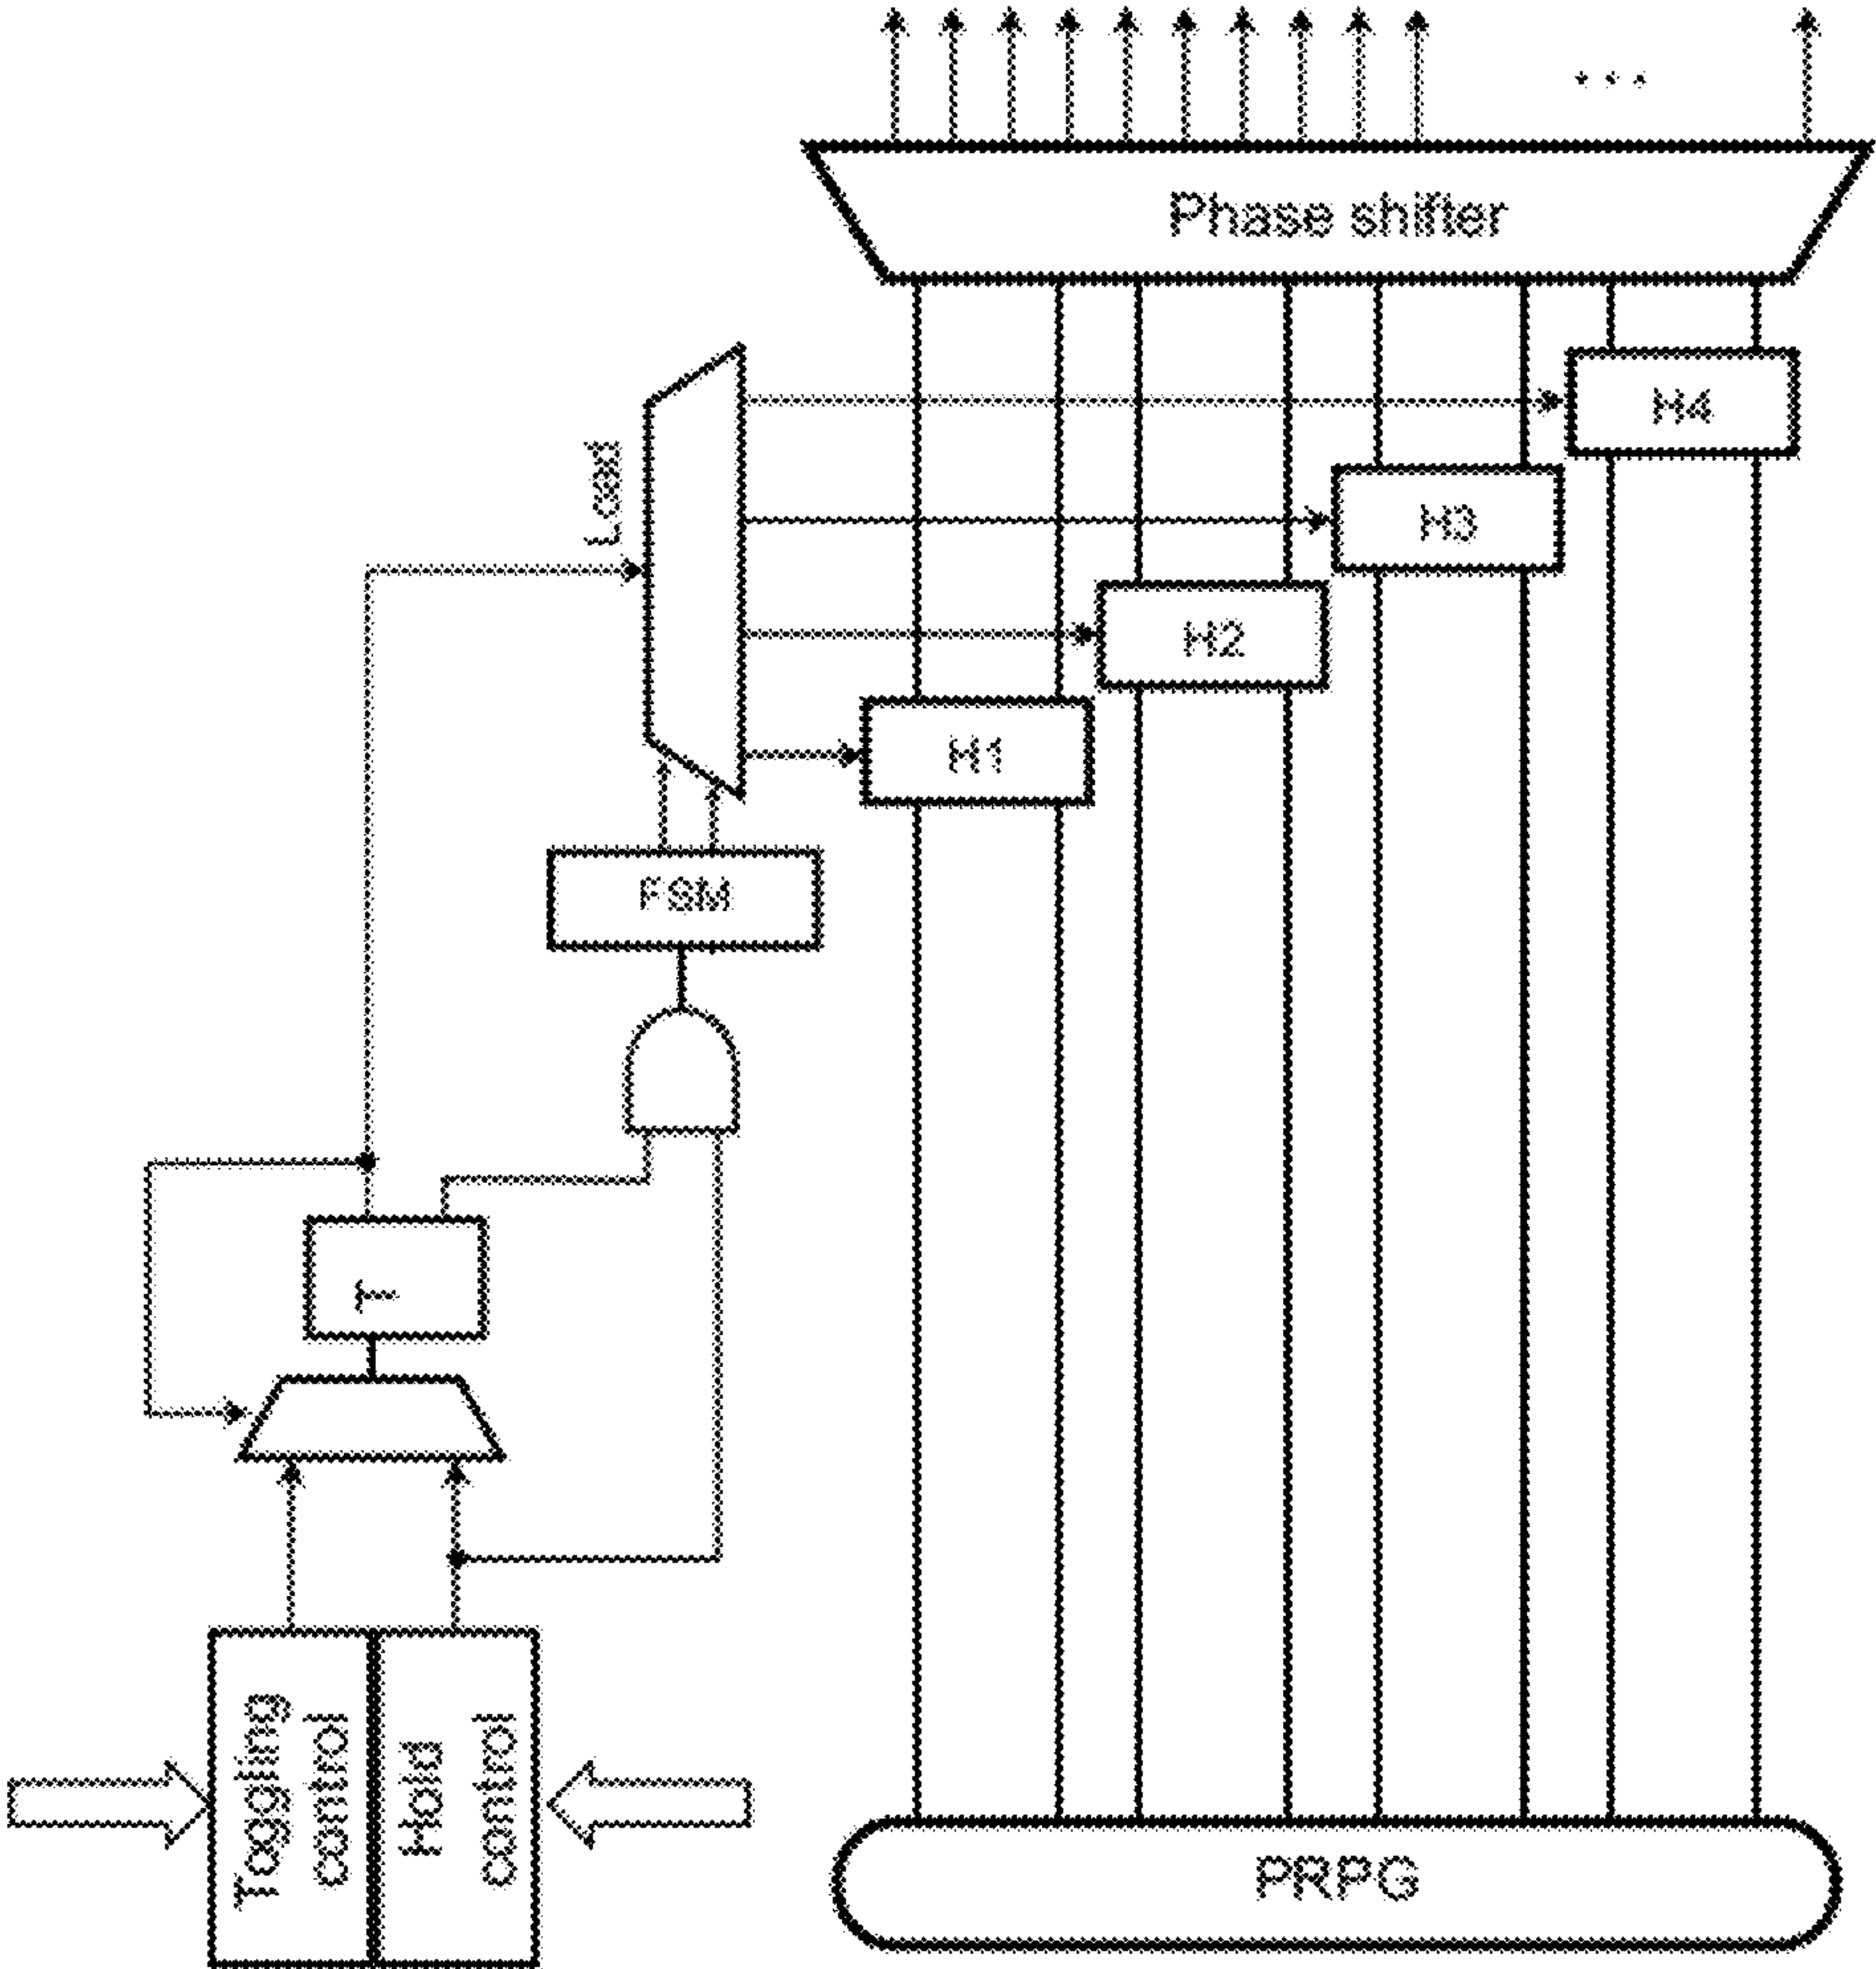 ...
Phase shifter
H4
Load
H3
H2
H1
FSM
T
Toggling
control
Hold
control
PRPG